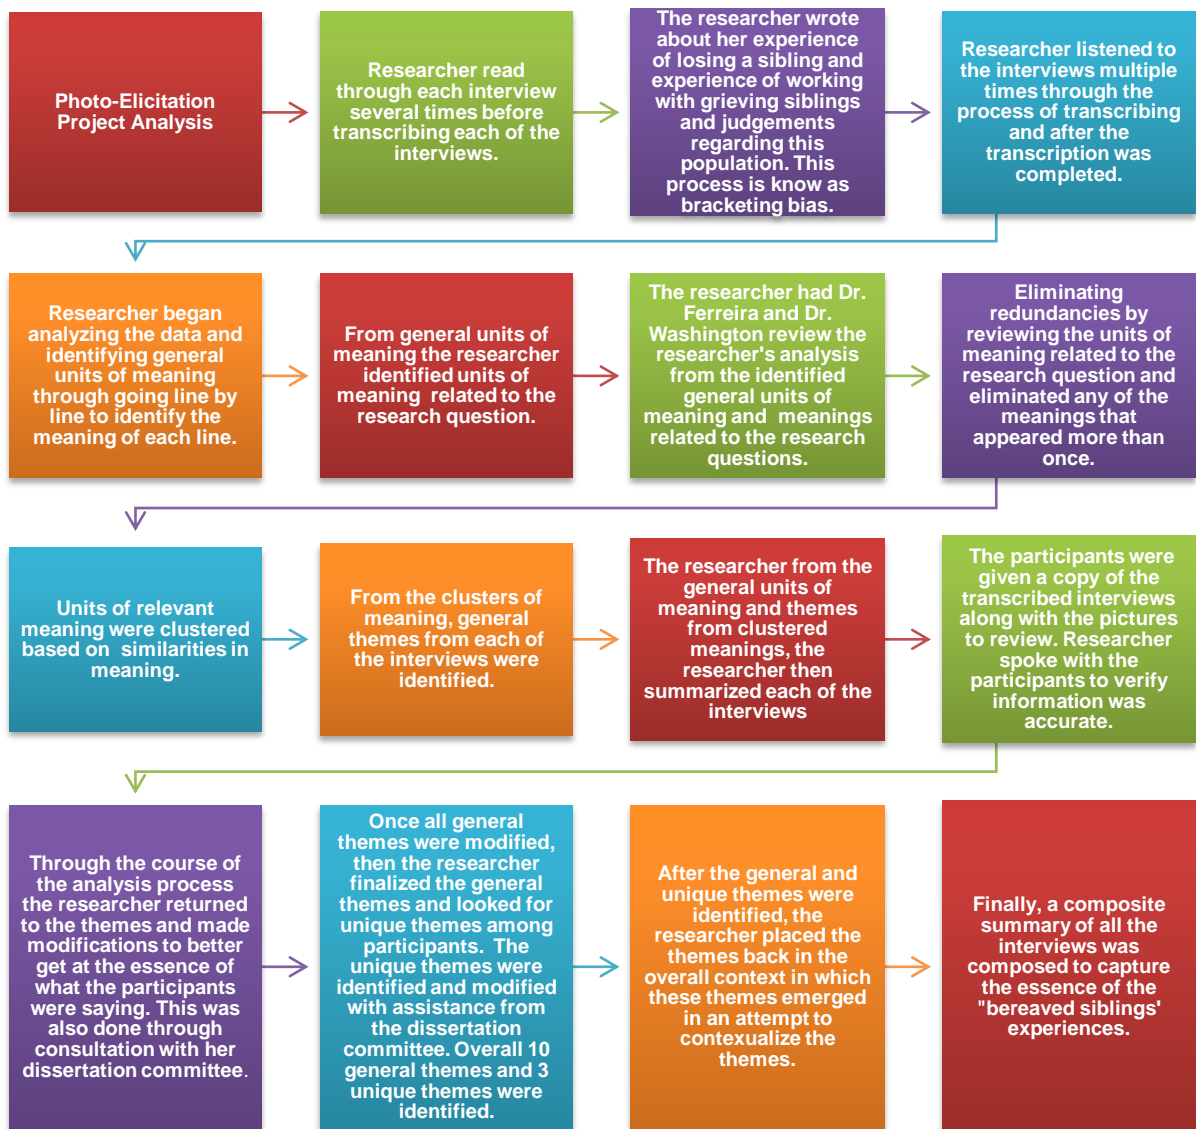 Photo-Elicitation
Project Analysis
Researcher read
through each interview
several times before
transcribing each of the
interviews.
The researcher wrote
about her experience
of losing a sibling and
experience of working
with grieving siblings
and judgements
regarding this
population. This
process is know as
bracketing bias.
Researcher listened to
the interviews multiple
times through the
process of transcribing
and after the
transcription was
completed.
Researcher began
analyzing the data and
identifying general
units of meaning
through going line by
line to identify the
meaning of each line.
From general units of
meaning the researcher
identified units of
meaning related to the
research question.
The researcher had Dr.
Ferreira and Dr.
Washington review the
researcher's analysis
from the identified
general units of
meaning and meanings
related to the research
questions.
Eliminating
redundancies by
reviewing the units of
meaning related to the
research question and
eliminated any of the
meanings that
appeared more than
once.
Units of relevant
meaning were clustered
based on similarities in
meaning.
From the clusters of
meaning, general
themes from each of
the interviews were
identified.
The researcher from the
general units of
meaning and themes
from clustered
meanings, the
researcher then
summarized each of the
interviews
The participants were
given a copy of the
transcribed interviews
along with the pictures
to review. Researcher
spoke with the
participants to verify
information was
accurate.
Through the course of
the analysis process
the researcher returned
to the themes and made
modifications to better
get at the essence of
what the participants
were saying. This was
also done through
consultation with her
dissertation committee.
Once all general
themes were modified,
then the researcher
finalized the general
themes and looked for
unique themes among
participants. The
unique themes were
identified and modified
with assistance from
the dissertation
committee. Overall 10
general themes and 3
unique themes were
identified.
After the general and
unique themes were
identified, the
researcher placed the
themes back in the
overall context in which
these themes emerged
in an attempt to
contexualize the
themes.
Finally, a composite
summary of all the
interviews was
composed to capture
the essence of the
"bereaved siblings'
experiences.